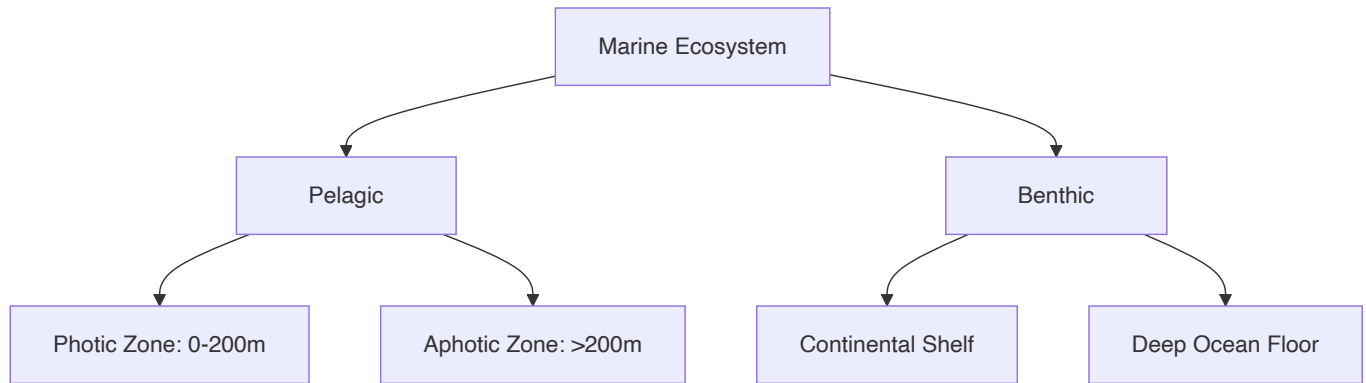 Marine Ecosystem
Pelagic
Benthic
Photic Zone: 0-200m
Aphotic Zone: >200m
Continental Shelf
Deep Ocean Floor